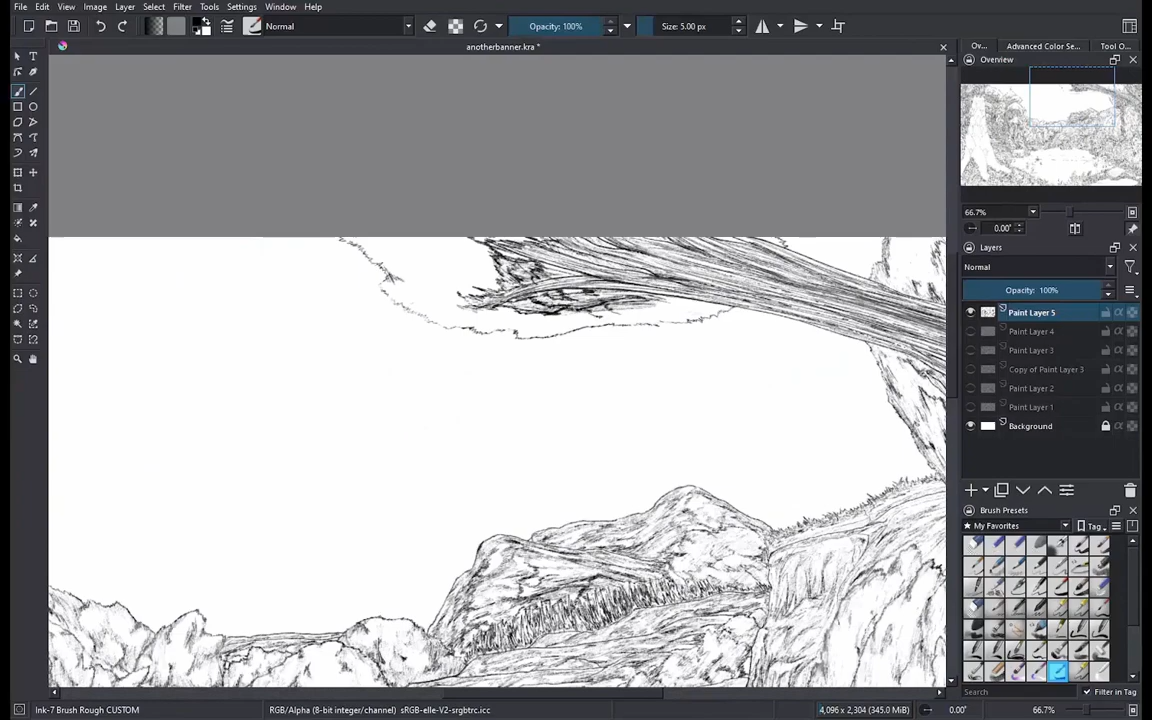 File Edit View Image Layer Select Filter Tools Settings Window Help
Normal
Opacity: 100%
Size: 5.00 px
anotherbanner.kra *
Ov... Advanced Color Se... Tool O...
Overview
66.7%
0.00°
Layers
Normal
Opacity: 100%
Paint Layer 5
Paint Layer 4
Paint Layer 3
Copy of Paint Layer 3
Paint Layer 2
Paint Layer 1
Background
Brush Presets
My Favorites
Tag
Search
Filter in Tag
Ink-7 Brush Rough CUSTOM
RGB/Alpha (8-bit integer/channel) sRGB-elle-V2-srgbtrc.icc
4,096 x 2,304 (345.0 MiB)
0.00°
66.7%